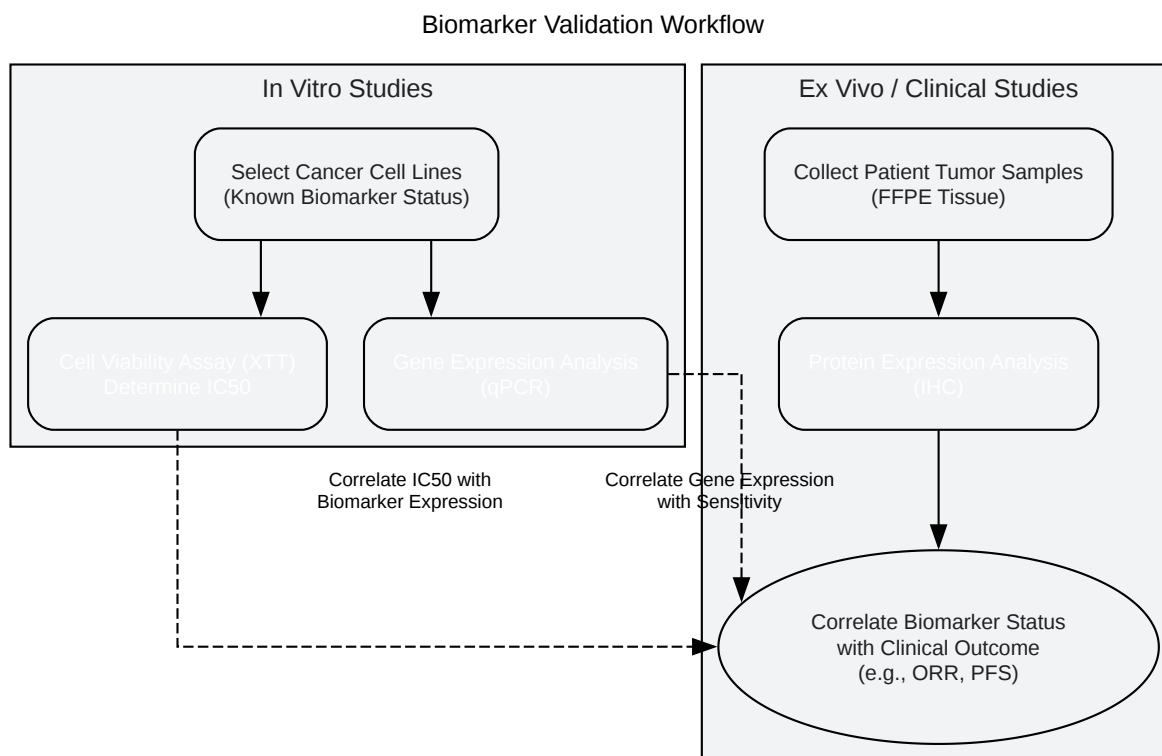 Biomarker Validation Workflow
In Vitro Studies
Select Cancer Cell Lines
(Known Biomarker Status)
Cell Viability Assay (XTT)
Determine IC50
Gene Expression Analysis
(qPCR)
Correlate IC50 with
Biomarker Expression
Correlate Gene Expression
with Sensitivity
Ex Vivo / Clinical Studies
Collect Patient Tumor Samples
(FFPE Tissue)
Protein Expression Analysis
(IHC)
Correlate Biomarker Status
with Clinical Outcome
(e.g., ORR, PFS)